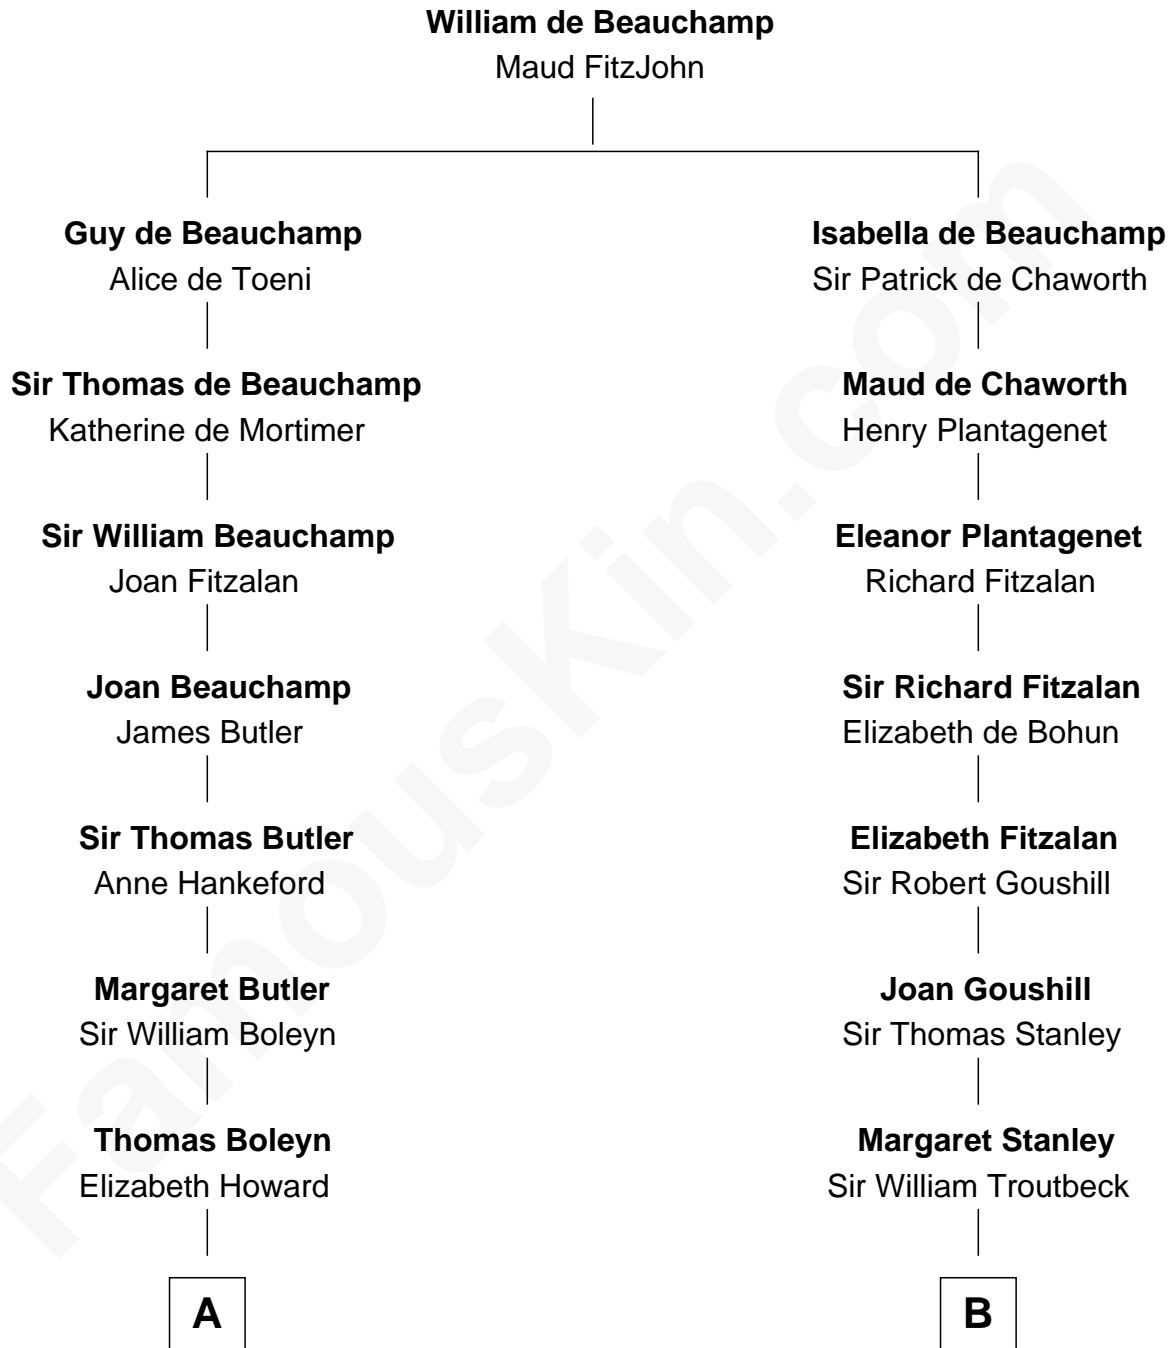 William de Beauchamp
Maud FitzJohn
Guy de Beauchamp
Alice de Toeni
Isabella de Beauchamp
Sir Patrick de Chaworth
Sir Thomas de Beauchamp
Katherine de Mortimer
Maud de Chaworth
Henry Plantagenet
Sir William Beauchamp
Joan Fitzalan
Eleanor Plantagenet
Richard Fitzalan
Joan Beauchamp
James Butler
Sir Richard Fitzalan
Elizabeth de Bohun
Sir Thomas Butler
Anne Hankeford
Elizabeth Fitzalan
Sir Robert Goushill
Margaret Butler
Sir William Boleyn
Joan Goushill
Sir Thomas Stanley
Thomas Boleyn
Elizabeth Howard
Margaret Stanley
Sir William Troutbeck
A
B
FamousKin.com